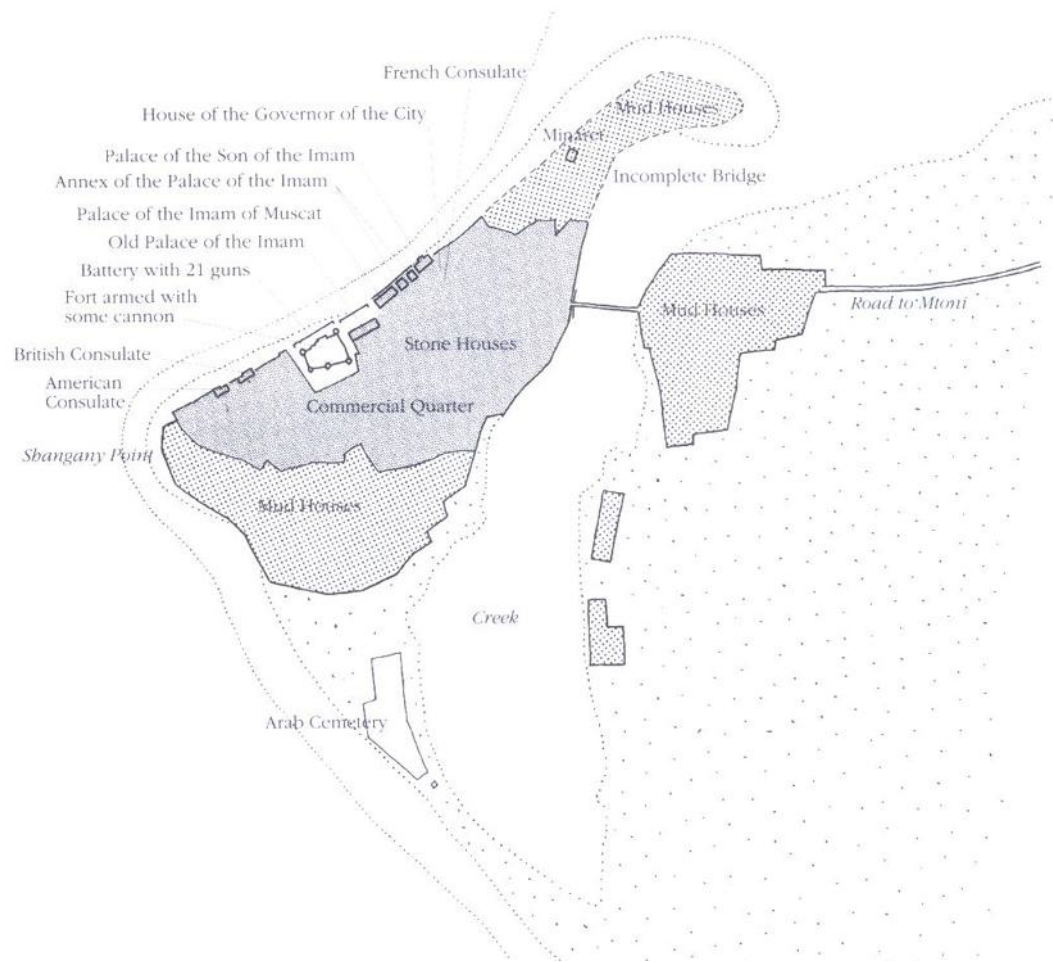 French Consulate
House of the Governor of the City
Palace of the Son of the Imam
Annex of the Palace of the Imam
Palace of the Imam of Muscat
Old Palace of the Imam
Battery with 21 guns
Fort armed with
some cannon
British Consulate
American
Consulate
Shangany Point
Mud Houses
Minaret
Incomplete Bridge
Mud Houses
Road to Mtoni
Stone Houses
Commercial Quarter
Mud Houses
Creek
Arab Cemetery